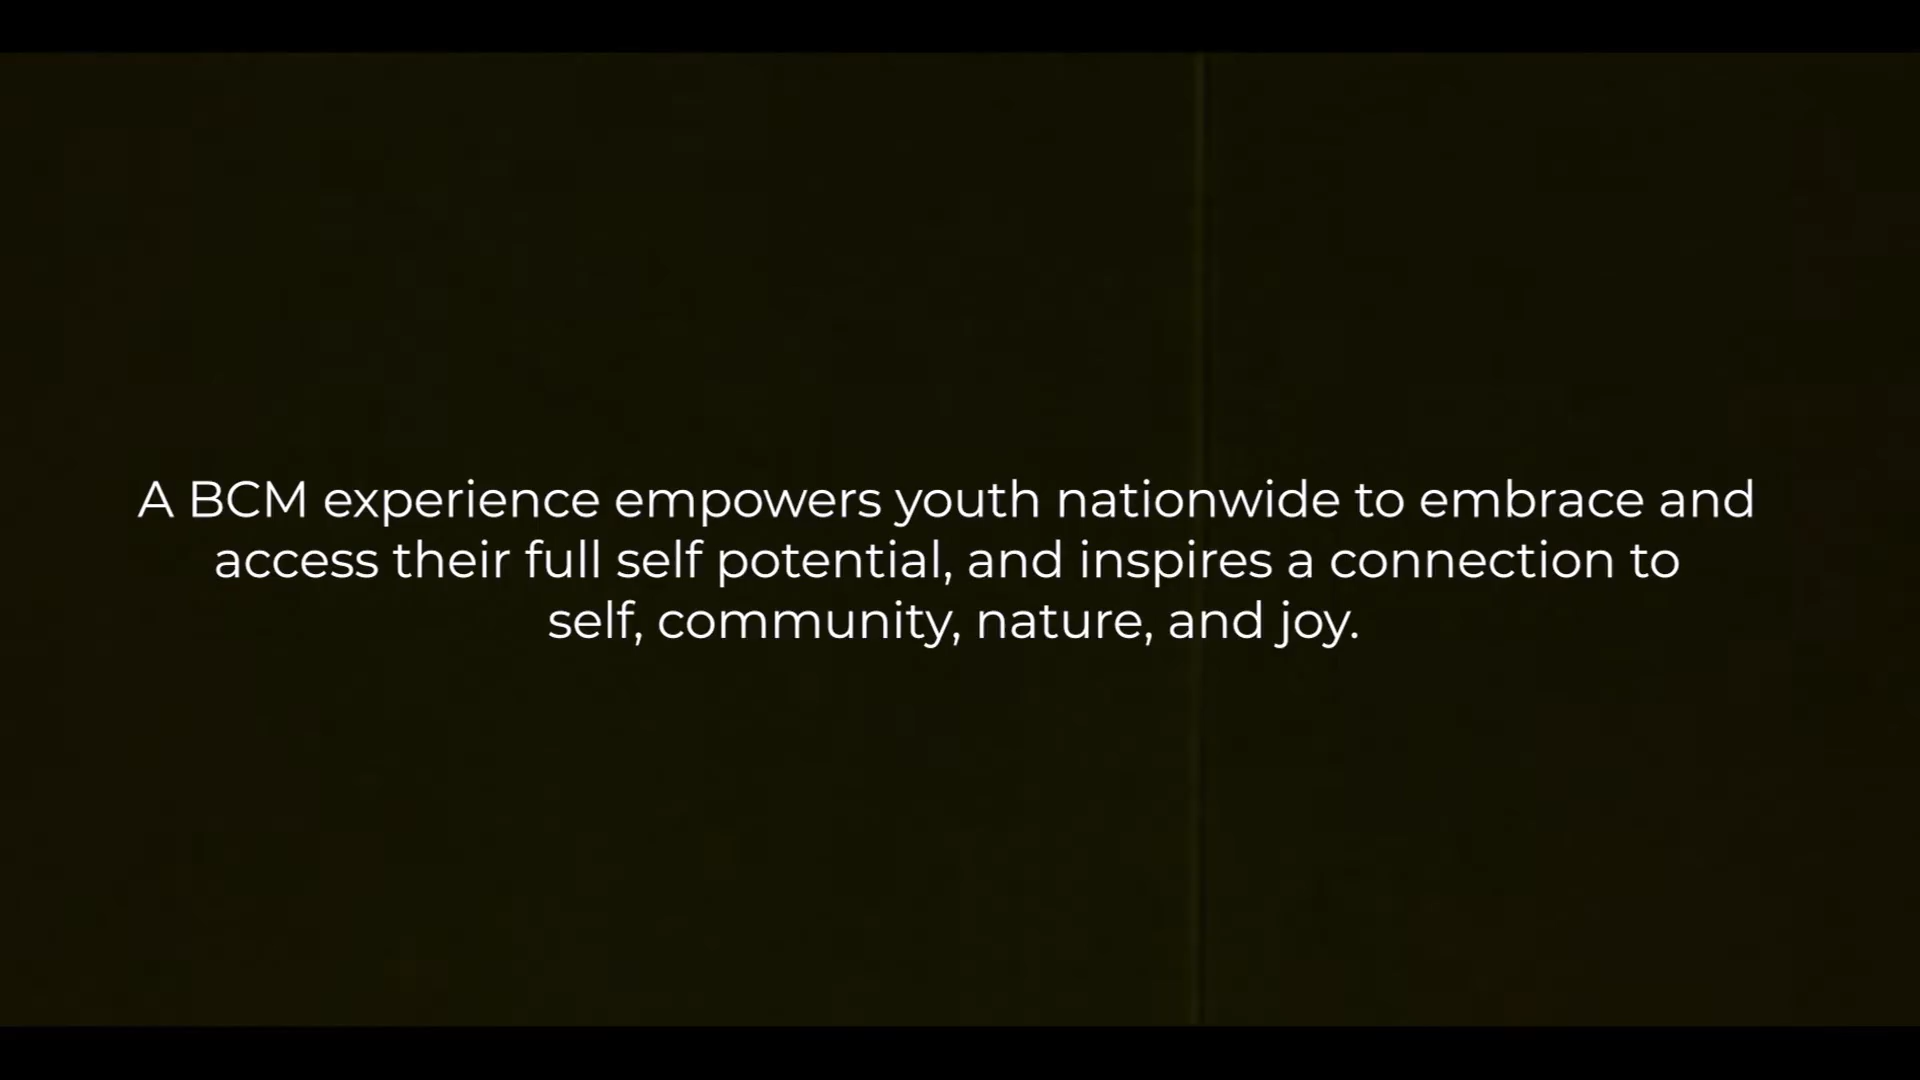 A BCM experience empowers youth nationwide to embrace and
access their full self potential, and inspires a connection to
self, community, nature, and joy.